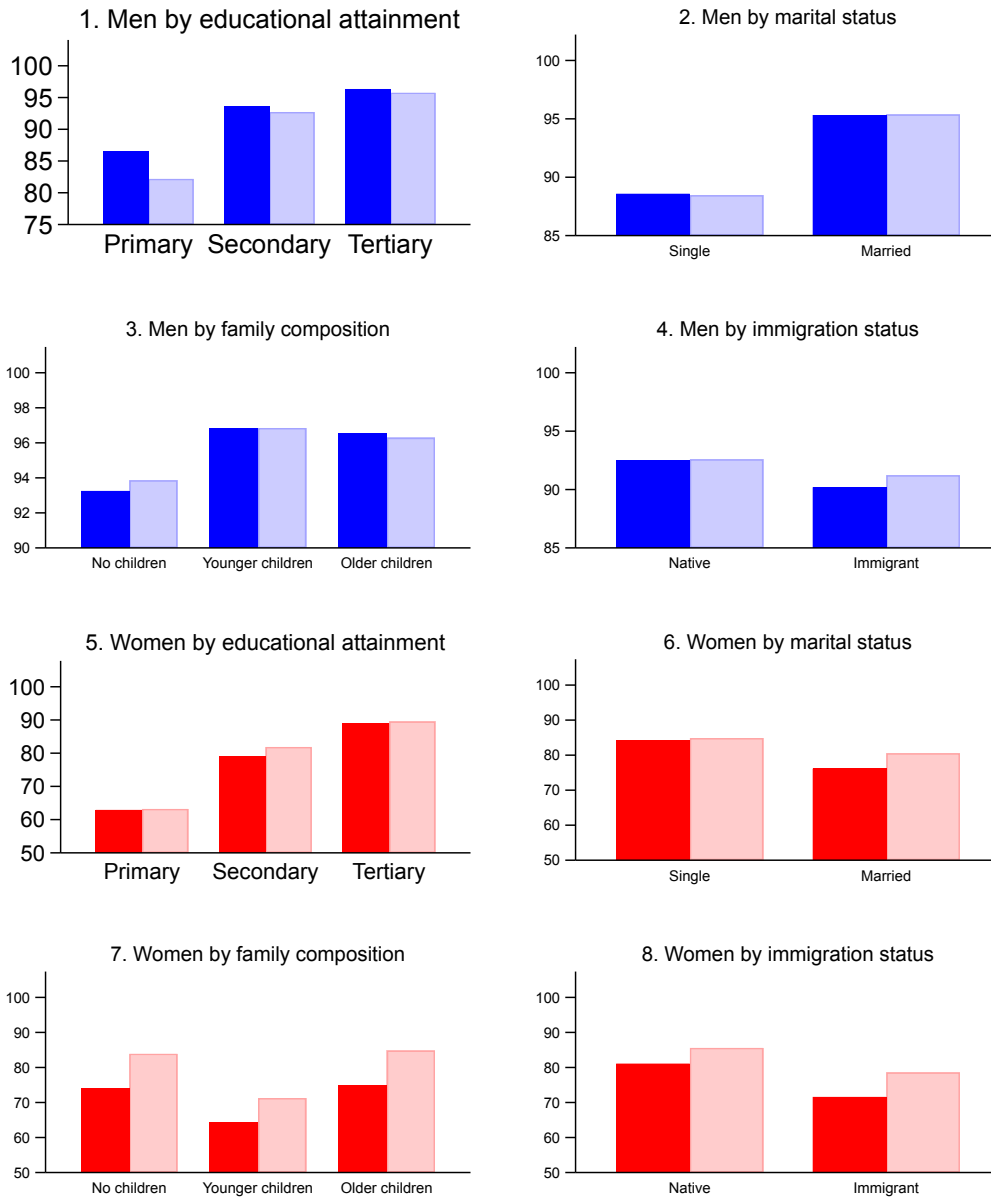 1. Men by educational attainment
100
95
90
85
80
75
Primary Secondary Tertiary
2. Men by marital status
100
95
90
85
Single Married
3. Men by family composition
100
98
96
94
92
90
No children Younger children Older children
4. Men by immigration status
100
95
90
85
Native Immigrant
5. Women by educational attainment
100
90
80
70
60
50
Primary Secondary Tertiary
6. Women by marital status
100
90
80
70
60
50
Single Married
7. Women by family composition
100
90
80
70
60
50
No children Younger children Older children
8. Women by immigration status
100
90
80
70
60
50
Native Immigrant